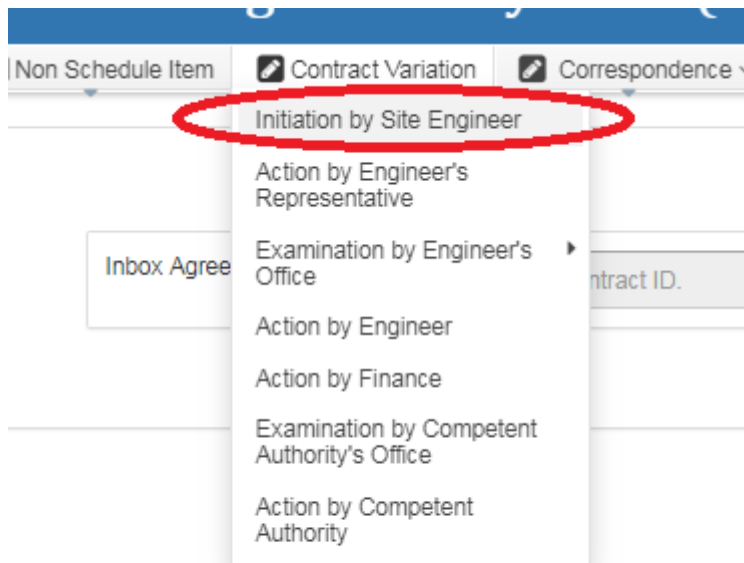 Non Schedule Item
Contract Variation
Correspondence
Initiation by Site Engineer
Action by Engineer's
Representative
Examination by Engineer's
Office
Inbox Agree
ntract ID.
Action by Engineer
Action by Finance
Examination by Competent
Authority's Office
Action by Competent
Authority